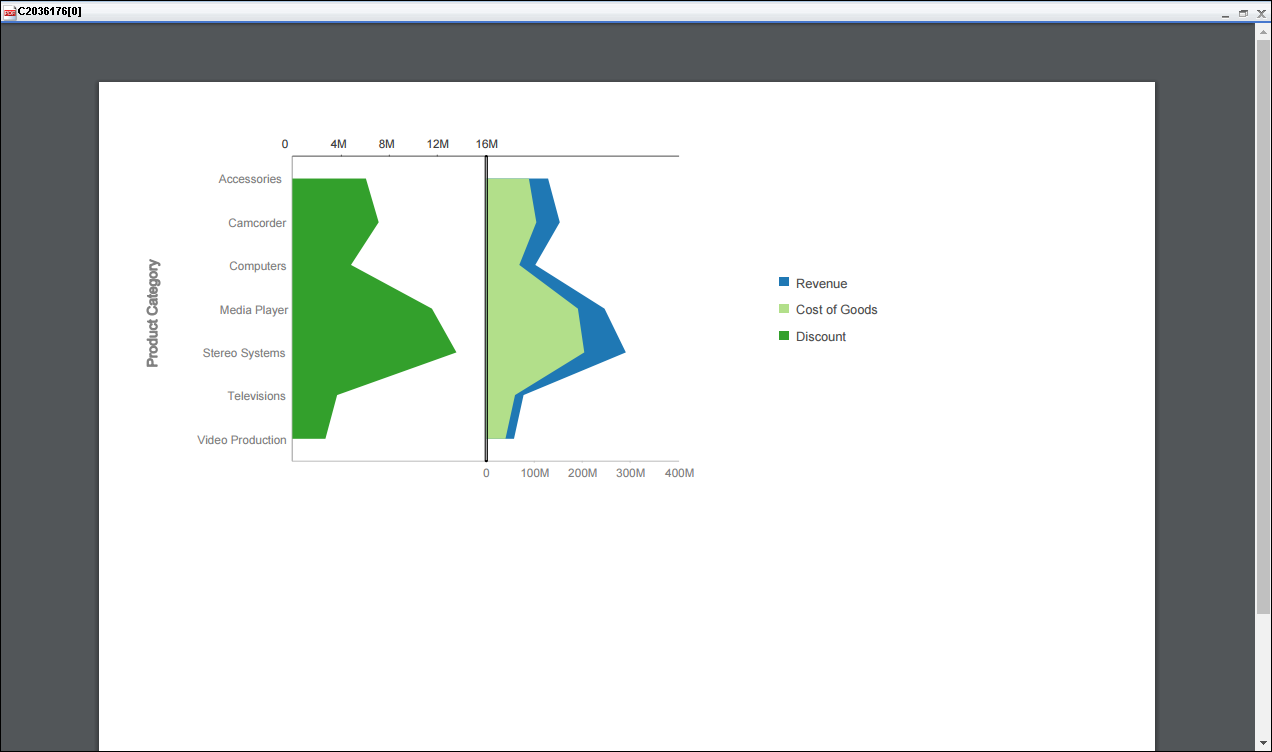 C2036176[0]
0 4M 8M 12M 16M
Accessories
Camcorder
Computers
Media Player
Stereo Systems
Televisions
Video Production
Product Category
0 100M 200M 300M 400M
Revenue
Cost of Goods
Discount